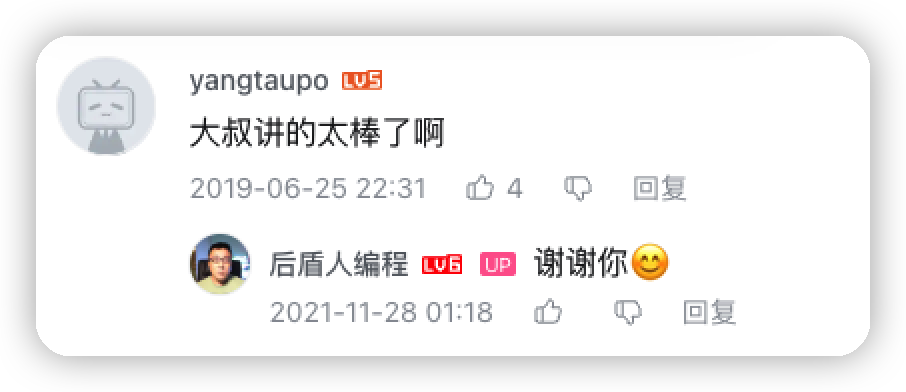 yangtaupo LV5
大叔讲的太棒了啊
2019-06-25 22:31 4 回复
后盾人编程 LV6 UP 谢谢你😊
2021-11-28 01:18 回复